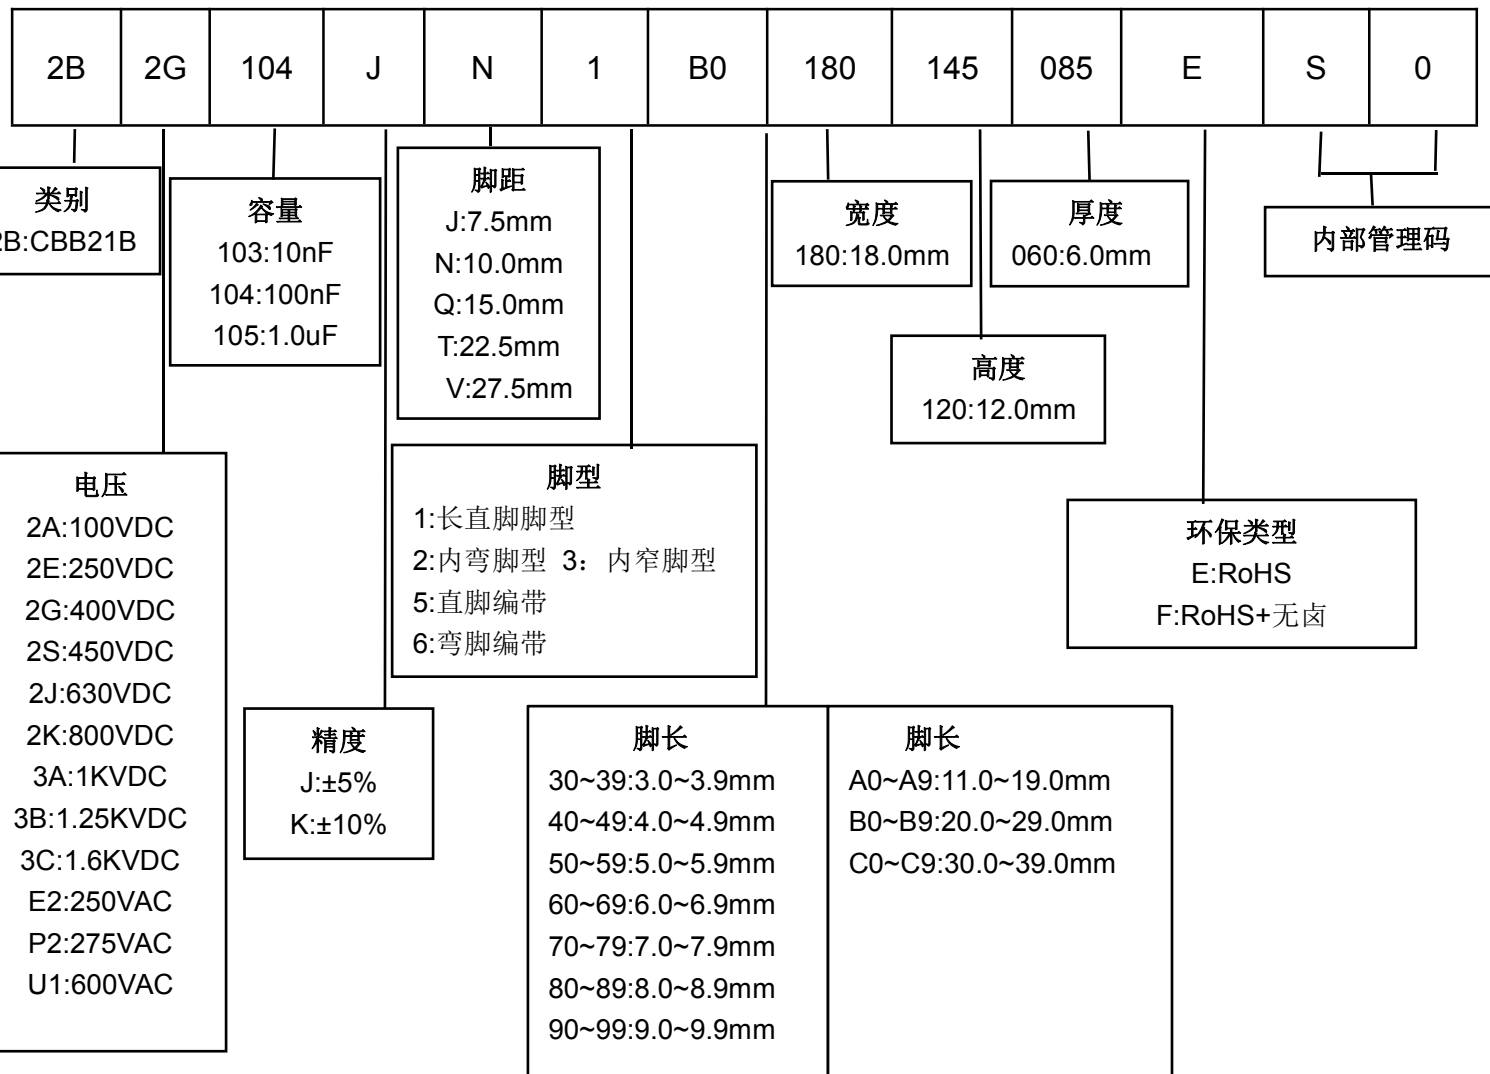 2B 2G 104 J N 1 B0 180 145 085 E S 0
类别
2B:CBB21B
容量
103:10nF
104:100nF
105:1.0uF
脚距
J:7.5mm
N:10.0mm
Q:15.0mm
T:22.5mm
V:27.5mm
宽度
180:18.0mm
厚度
060:6.0mm
内部管理码
高度
120:12.0mm
电压
2A:100VDC
2E:250VDC
2G:400VDC
2S:450VDC
2J:630VDC
2K:800VDC
3A:1KVDC
3B:1.25KVDC
3C:1.6KVDC
E2:250VAC
P2:275VAC
U1:600VAC
脚型
1:长直脚脚型
2:内弯脚型 3：内窄脚型
5:直脚编带
6:弯脚编带
环保类型
E:RoHS
F:RoHS+无卤
精度
J:±5%
K:±10%
脚长
30~39:3.0~3.9mm
40~49:4.0~4.9mm
50~59:5.0~5.9mm
60~69:6.0~6.9mm
70~79:7.0~7.9mm
80~89:8.0~8.9mm
90~99:9.0~9.9mm
脚长
A0~A9:11.0~19.0mm
B0~B9:20.0~29.0mm
C0~C9:30.0~39.0mm